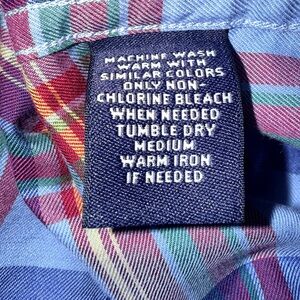 MACHINE WASH
WARM WITH
SIMILAR COLORS
ONLY NON-
CHLORINE BLEACH
WHEN NEEDED
TUMBLE DRY
MEDIUM
WARM IRON
IF NEEDED